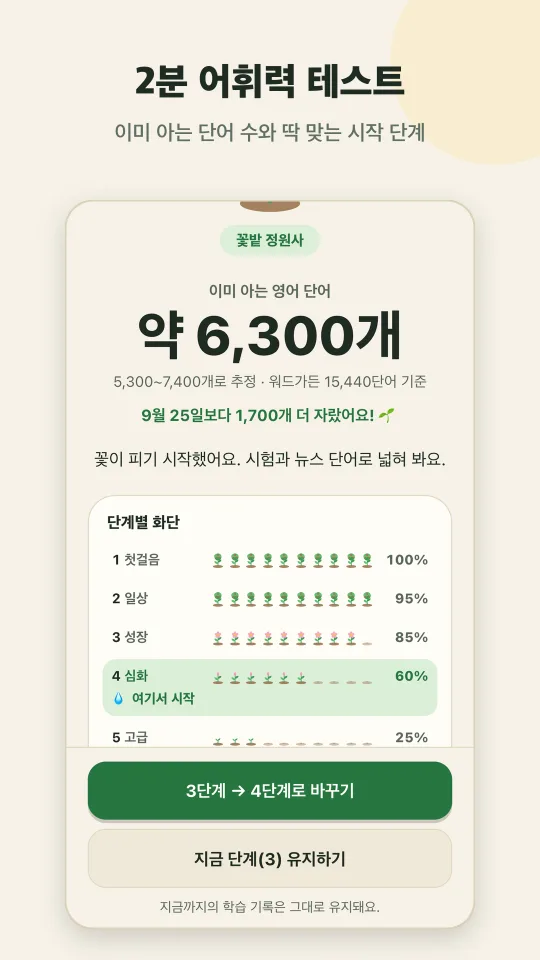 2분 어휘력 테스트
이미 아는 단어 수와 딱 맞는 시작 단계
꽃밭 정원사
이미 아는 영어 단어
약 6,300개
5,300~7,400개로 추정 · 워드가든 15,440단어 기준
9월 25일보다 1,700개 더 자랐어요! 🌱
꽃이 피기 시작했어요. 시험과 뉴스 단어로 넓혀 봐요.
단계별 화단
1 첫걸음 100%
2 일상 95%
3 성장 85%
4 심화 60%
💧 여기서 시작
5 고급 25%
3단계 → 4단계로 바꾸기
지금 단계(3) 유지하기
지금까지의 학습 기록은 그대로 유지돼요.